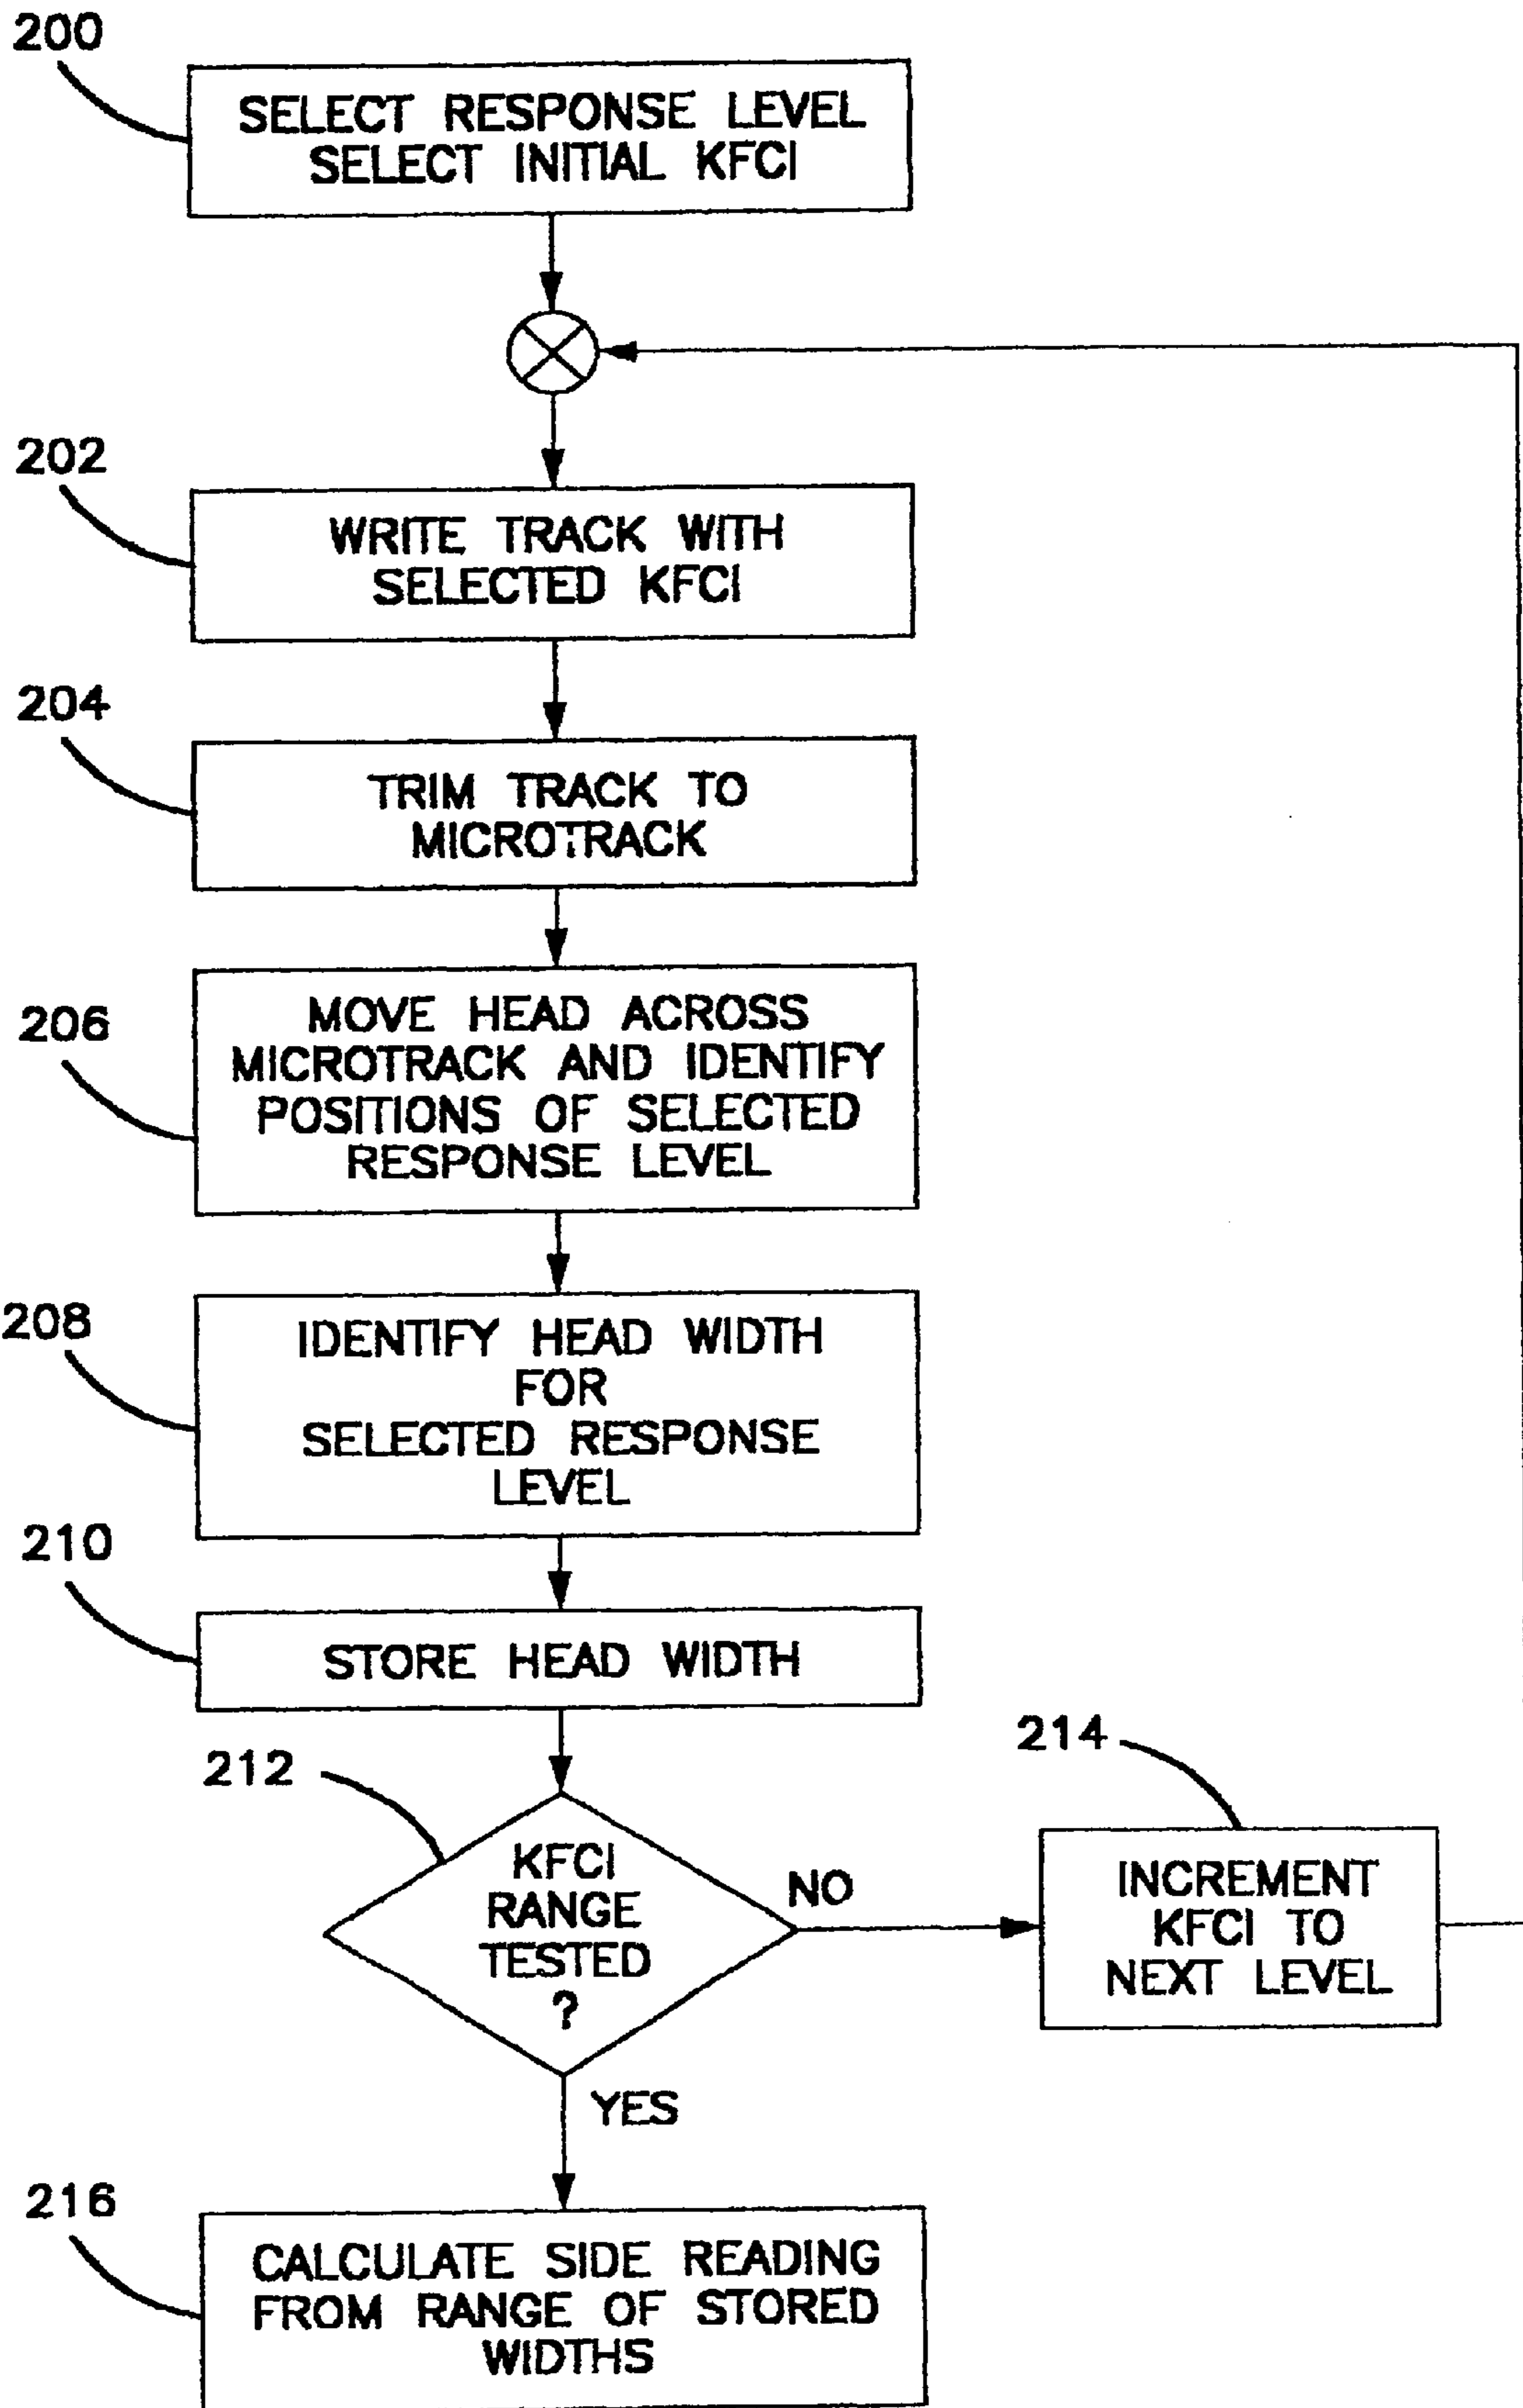 200
SELECT RESPONSE LEVEL
SELECT INITIAL KFCI
202
WRITE TRACK WITH
SELECTED KFCI
204
TRIM TRACK TO
MICROTRACK
206
MOVE HEAD ACROSS
MICROTRACK AND IDENTIFY
POSITIONS OF SELECTED
RESPONSE LEVEL
208
IDENTIFY HEAD WIDTH
FOR
SELECTED RESPONSE
LEVEL
210
STORE HEAD WIDTH
212
KFCI
RANGE
TESTED
?
NO
214
INCREMENT
KFCI TO
NEXT LEVEL
YES
216
CALCULATE SIDE READING
FROM RANGE OF STORED
WIDTHS